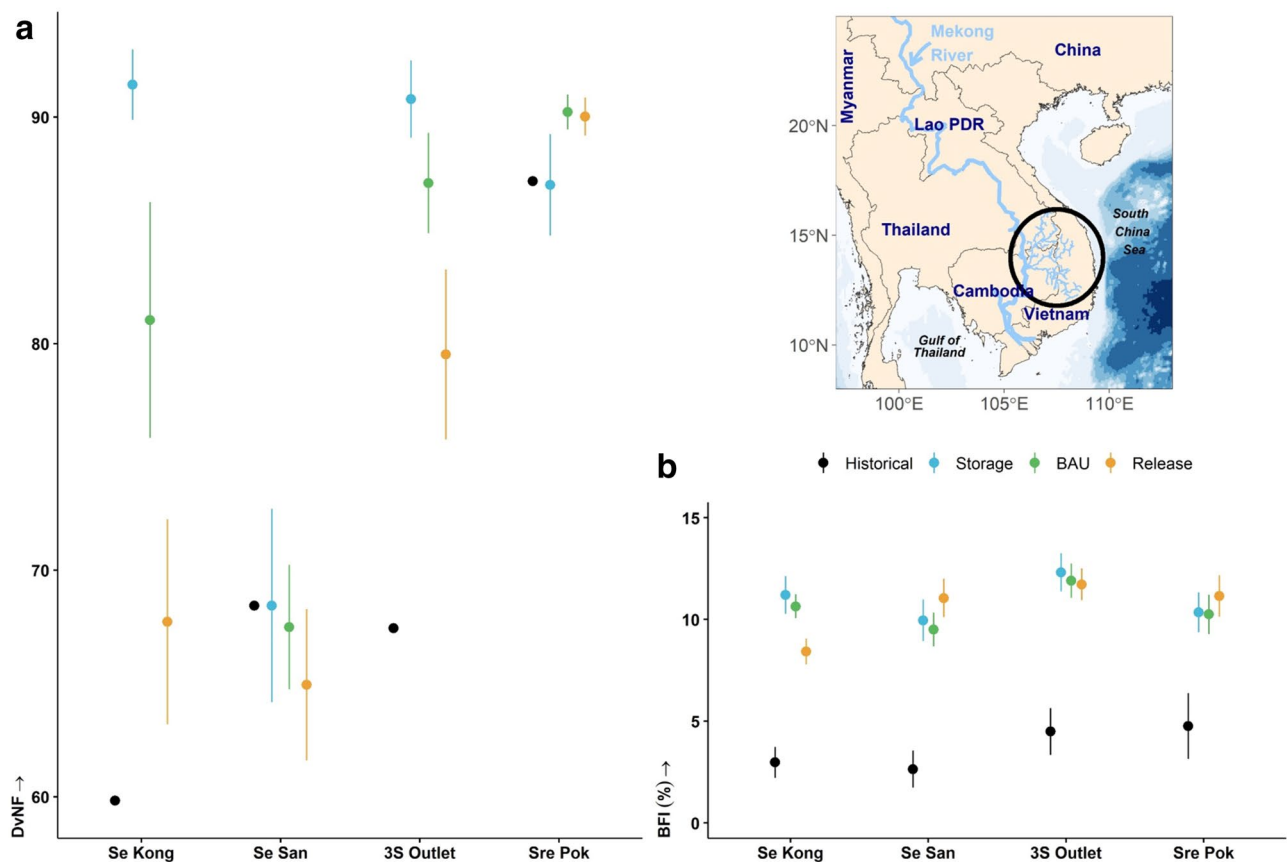 a
90
80
70
60
DvNF →
Se Kong
Se San
3S Outlet
Sre Pok
Mekong
River
China
Myanmar
Lao PDR
Thailand
South
China
Sea
Cambodia
Vietnam
Gulf of
Thailand
20°N
15°N
10°N
100°E
105°E
110°E
b
Historical
Storage
BAU
Release
15
10
5
0
BFI (%) →
Se Kong
Se San
3S Outlet
Sre Pok